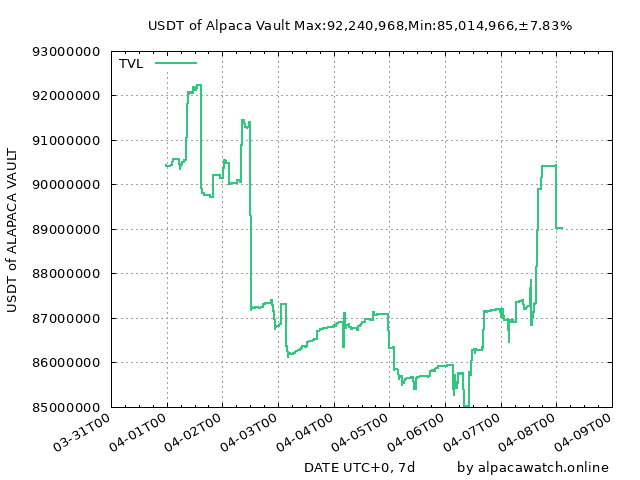 USDT of Alpaca Vault Max:92,240,968,Min:85,014,966,±7.83%
93000000
TVL
92000000
91000000
90000000
89000000
88000000
87000000
86000000
85000000
USDT of ALAPACA VAULT
03-31T00
04-01T00
04-02T00
04-03T00
04-04T00
04-05T00
04-06T00
04-07T00
04-08T00
04-09T00
DATE UTC+0, 7d
by alpacawatch.online